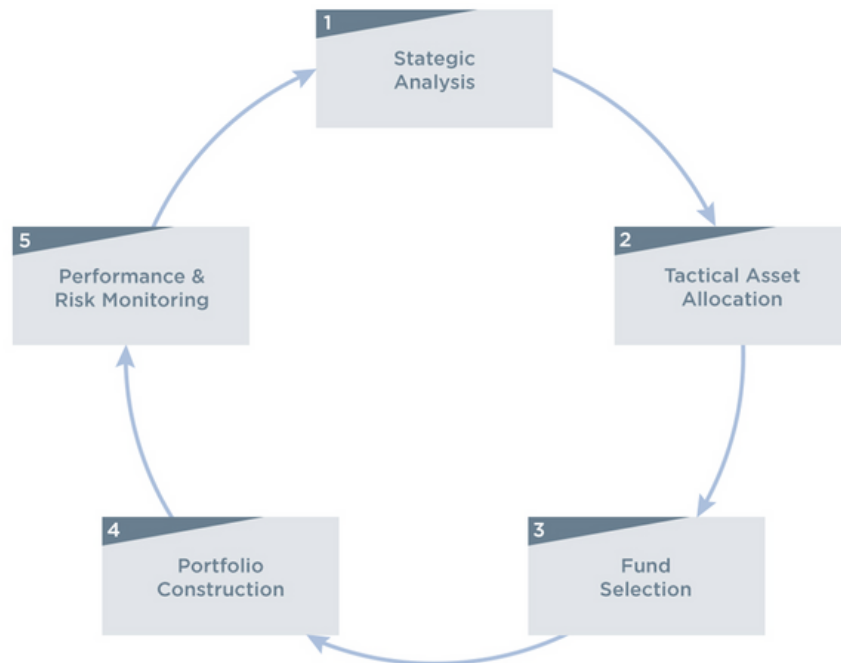 1
Stategic
Analysis
2
Tactical Asset
Allocation
3
Fund
Selection
4
Portfolio
Construction
5
Performance &
Risk Monitoring